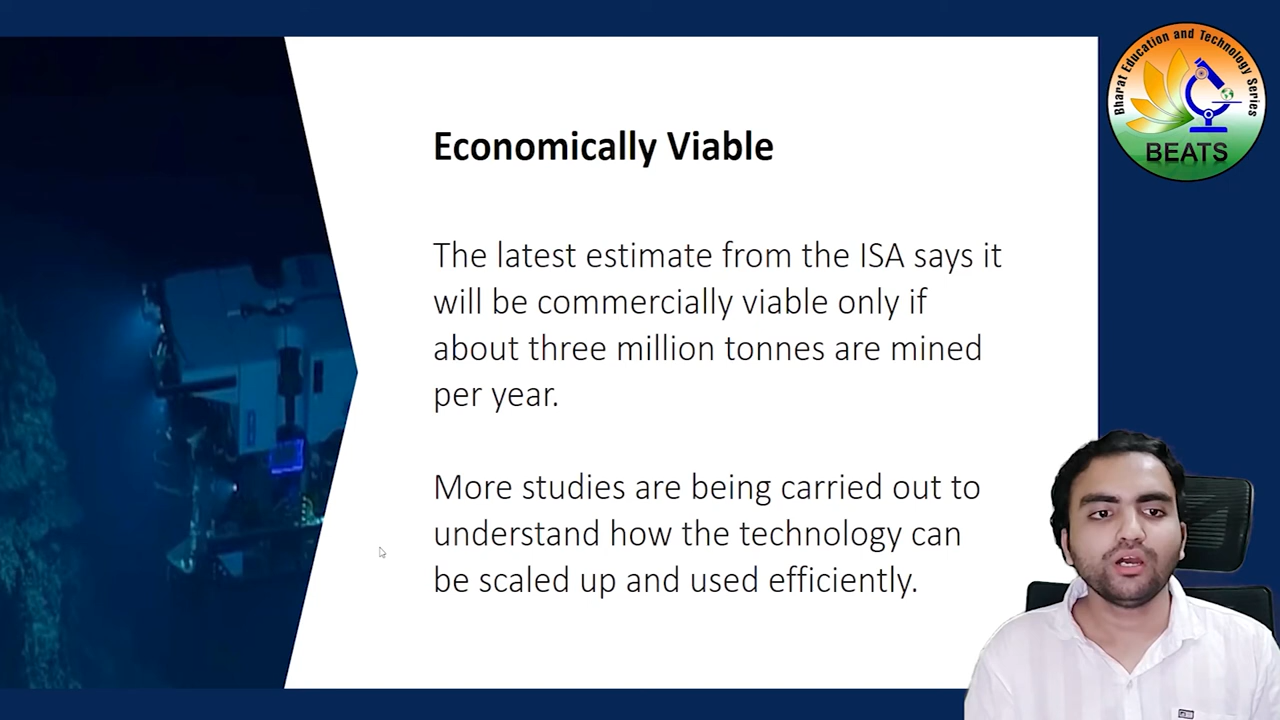 Economically Viable
The latest estimate from the ISA says it
will be commercially viable only if
about three million tonnes are mined
per year.
More studies are being carried out to
understand how the technology can
be scaled up and used efficiently.
Bharat Education and Technology Series
BEATS